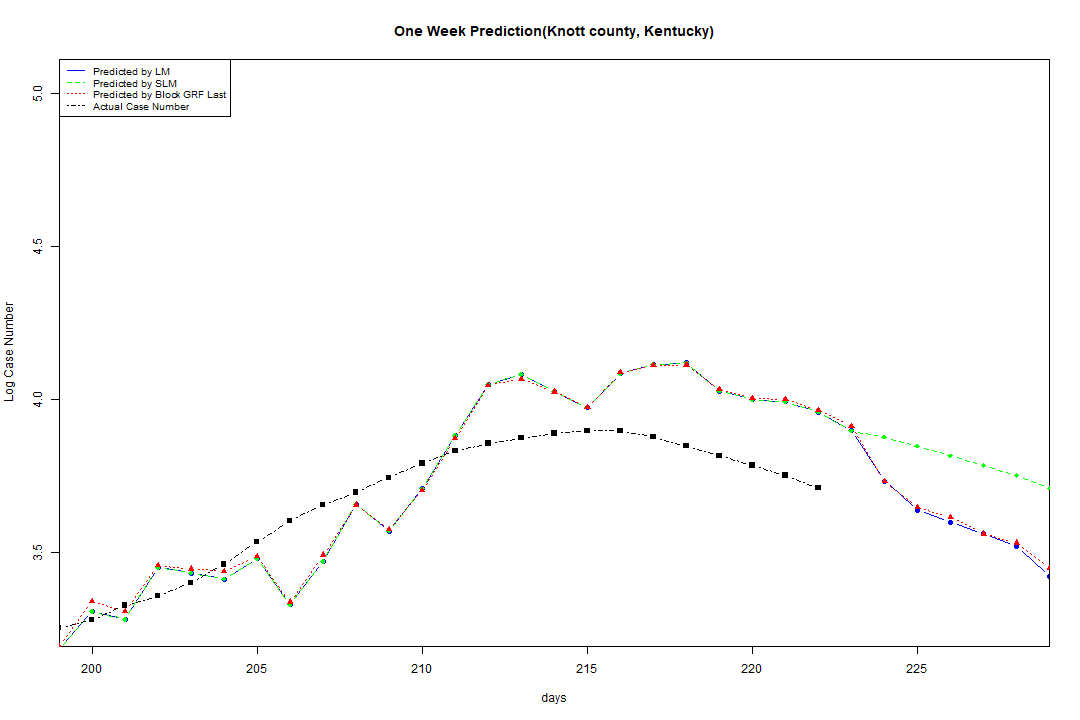 One Week Prediction(Knott county, Kentucky)
Predicted by LM
Predicted by SLM
Predicted by Block GRF Last
Actual Case Number
5.0
4.5
4.0
3.5
Log Case Number
200 205 210 215 220 225
days